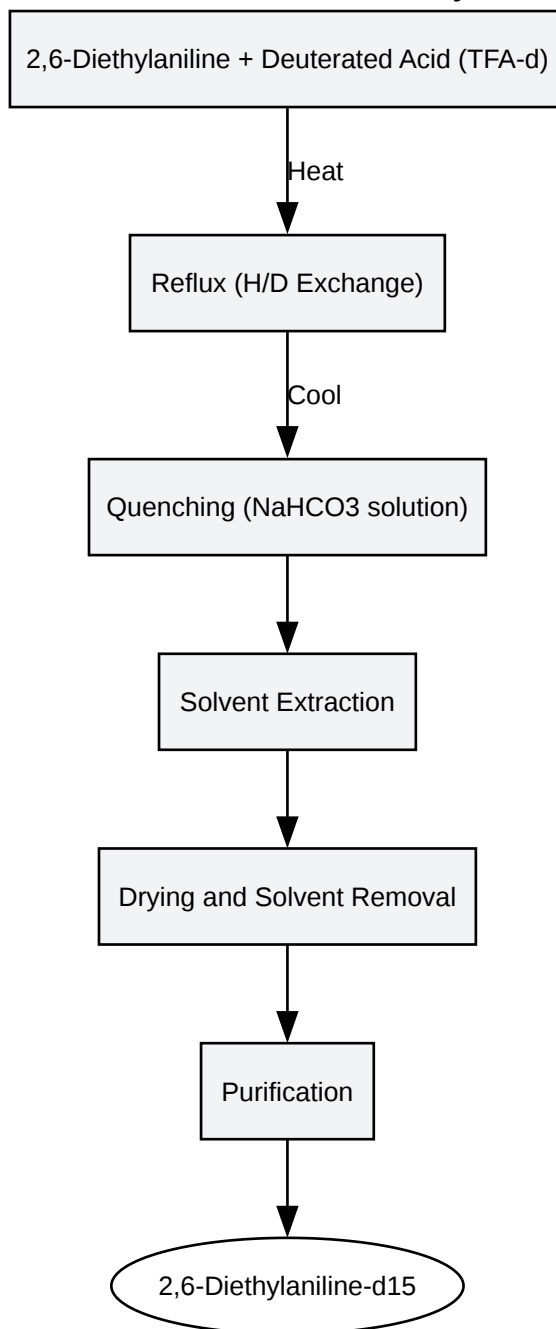 2,6-Diethylaniline + Deuterated Acid (TFA-d)
Heat
Reflux (H/D Exchange)
Cool
Quenching (NaHCO3 solution)
Solvent Extraction
Drying and Solvent Removal
Purification
2,6-Diethylaniline-d15